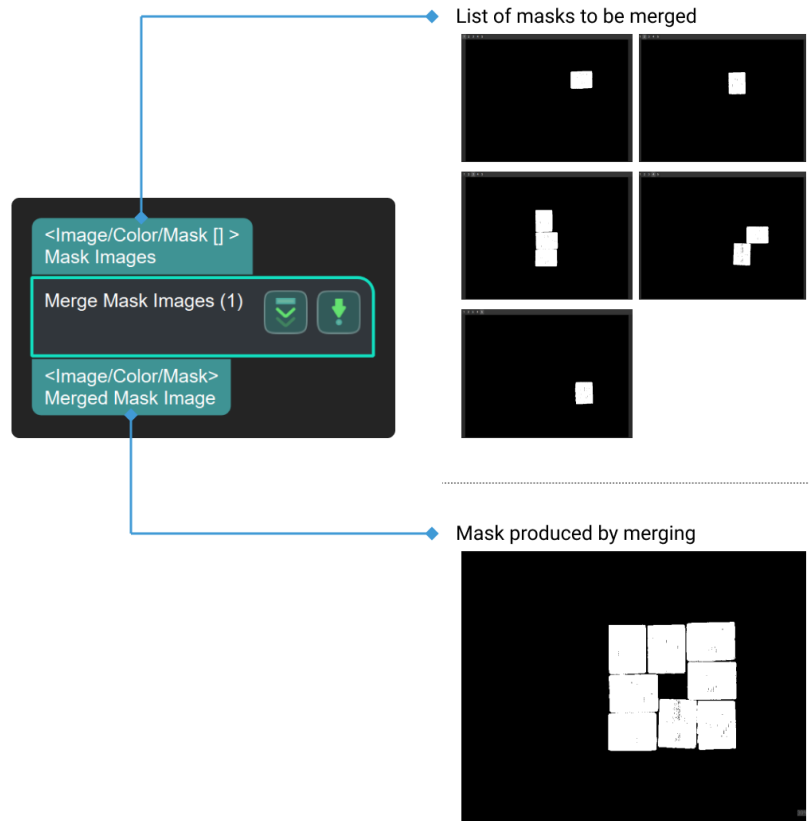 List of masks to be merged
<Image/Color/Mask [] >
Mask Images
Merge Mask Images (1)
<Image/Color/Mask>
Merged Mask Image
Mask produced by merging